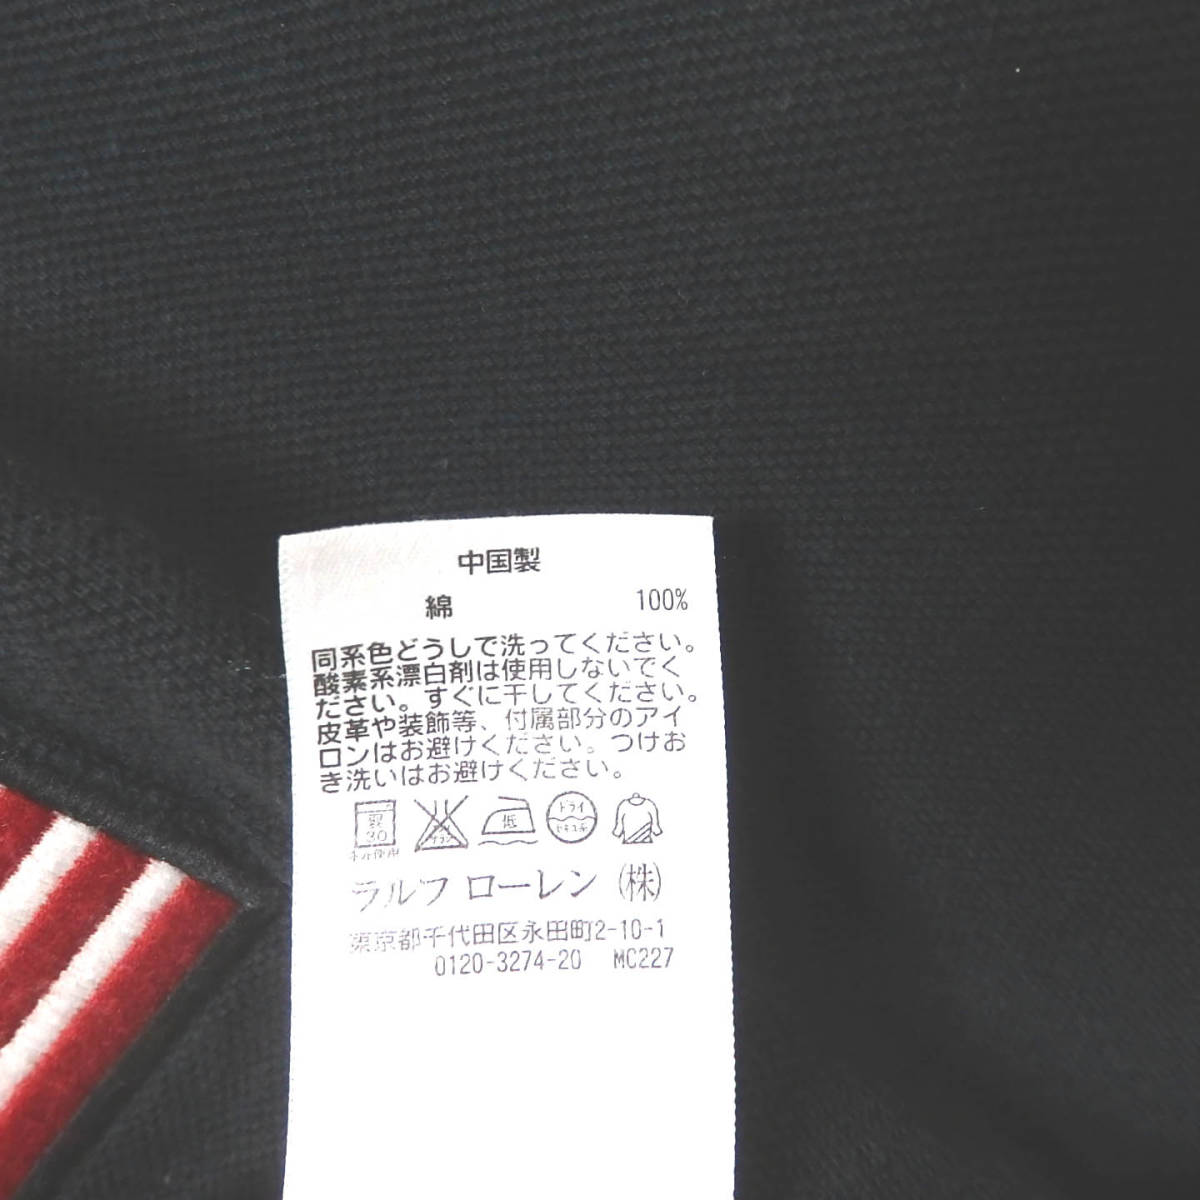 中国製
綿 100%
同系色どうしで洗ってください。
酸素系漂白剤は使用しないでく
ださい。すぐに干してください。
皮革や装飾等、付属部分のアイ
ロンはお避けください。つけお
き洗いはお避けください。
30 低 ドライ
ネット使用
ラルフ ローレン (株)
東京都千代田区永田町2-10-1
0120-3274-20 MC227